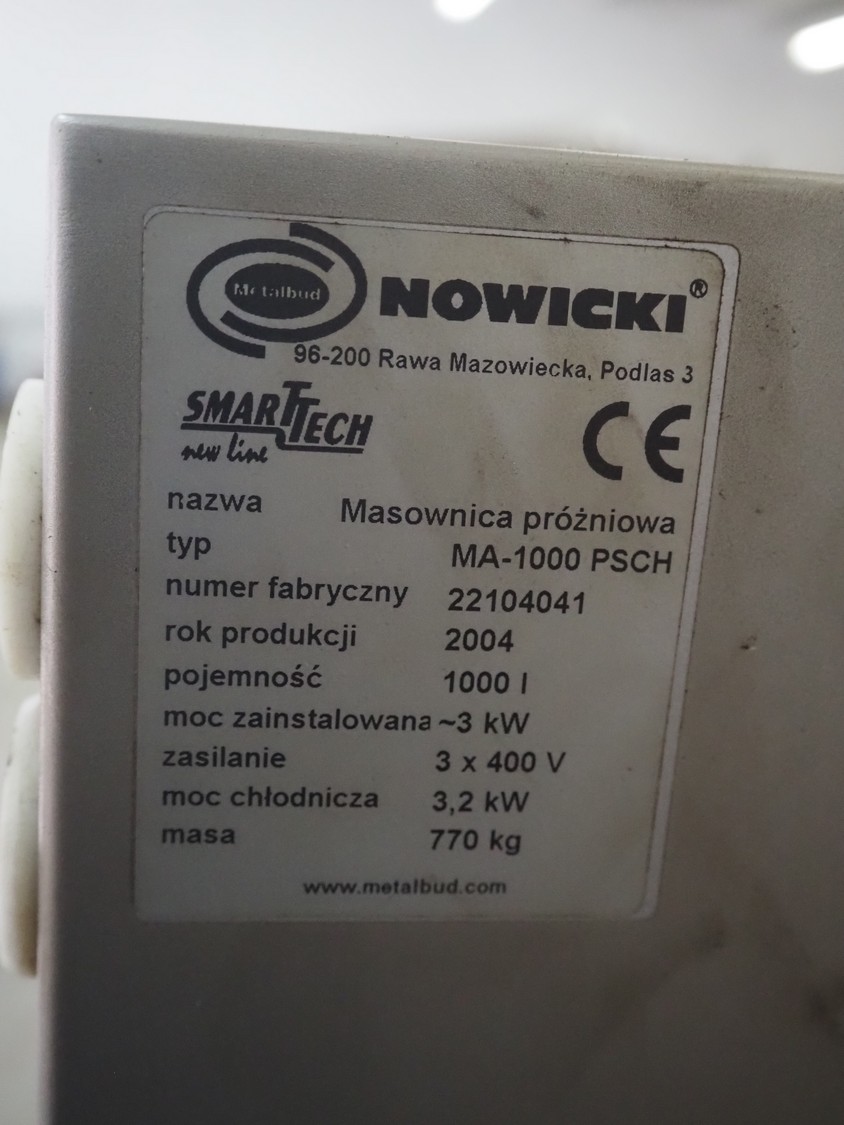 Metalbud NOWICKI®
96-200 Rawa Mazowiecka, Podlas 3
SMARTTECH
new line
CE
nazwa Masownica próżniowa
typ MA-1000 PSCH
numer fabryczny 22104041
rok produkcji 2004
pojemność 1000 l
moc zainstalowana ~3 kW
zasilanie 3 x 400 V
moc chłodnicza 3,2 kW
masa 770 kg
www.metalbud.com